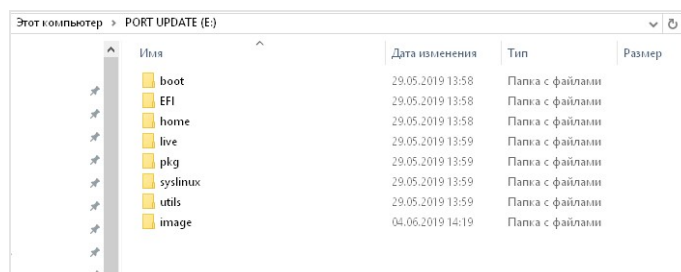 Этот компьютер > PORT UPDATE (E:)
Имя Дата изменения Тип Размер
boot 29.05.2019 13:58 Папка с файлами
EFI 29.05.2019 13:58 Папка с файлами
home 29.05.2019 13:58 Папка с файлами
live 29.05.2019 13:59 Папка с файлами
pkg 29.05.2019 13:59 Папка с файлами
syslinux 29.05.2019 13:59 Папка с файлами
utils 29.05.2019 13:59 Папка с файлами
image 04.06.2019 14:19 Папка с файлами